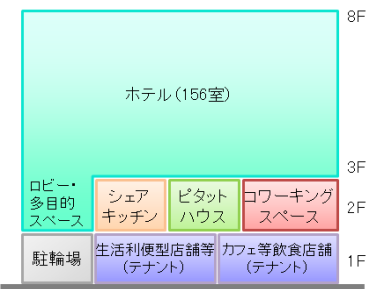 8F
ホテル(156室)
3F
ロビー・
多目的
スペース
シェア
キッチン
ピタット
ハウス
コワーキング
スペース
2F
駐輪場
生活利便型店舗等
(テナント)
カフェ等飲食店舗
(テナント)
1F